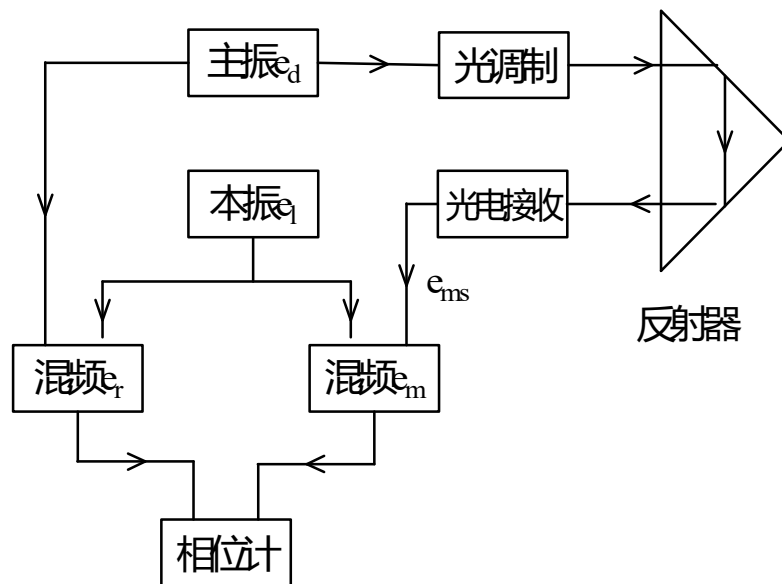 主振e_d
光调制
本振e_l
光电接收
e_ms
反射器
混频e_r
混频e_m
相位计